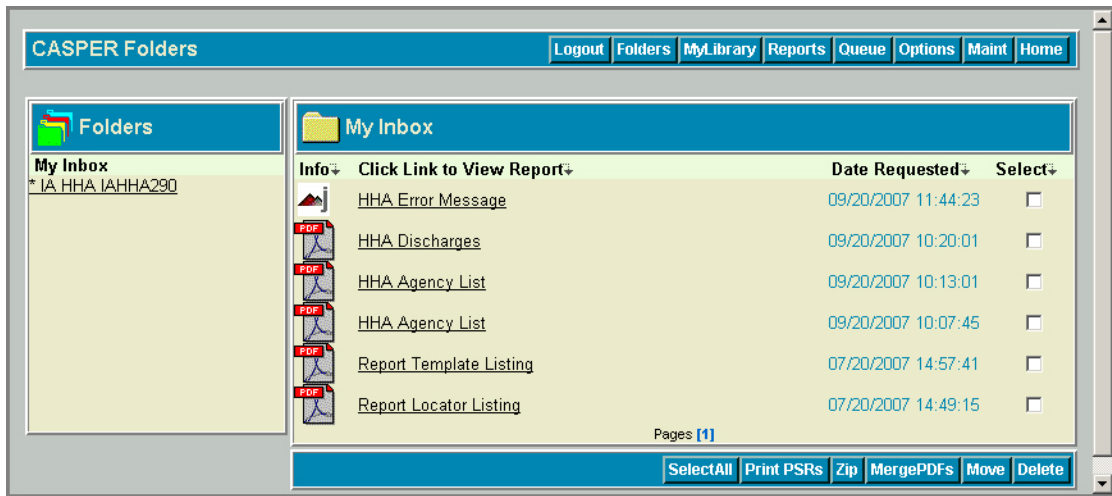 CASPER Folders
Logout Folders MyLibrary Reports Queue Options Maint Home
Folders
My Inbox
* IA HHA IAHHA290
My Inbox
Info Click Link to View Report Date Requested Select
j HHA Error Message 09/20/2007 11:44:23
PDF HHA Discharges 09/20/2007 10:20:01
PDF HHA Agency List 09/20/2007 10:13:01
PDF HHA Agency List 09/20/2007 10:07:45
PDF Report Template Listing 07/20/2007 14:57:41
PDF Report Locator Listing 07/20/2007 14:49:15
Pages [1]
SelectAll Print PSRs Zip MergePDFs Move Delete